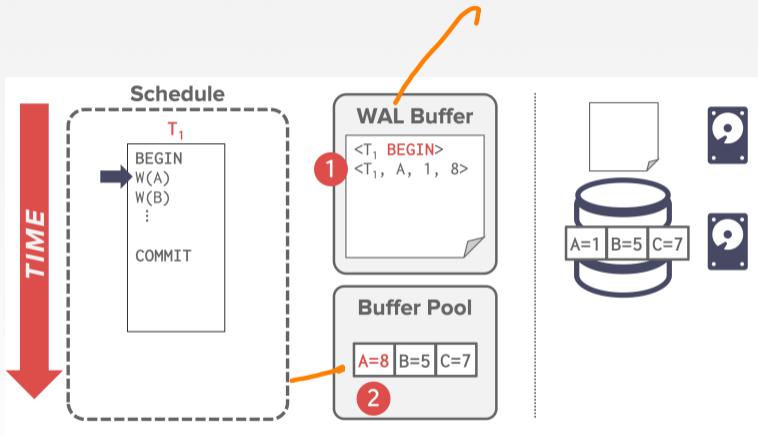 Schedule
TIME
T₁
BEGIN
W(A)
W(B)
⋮
COMMIT
WAL Buffer
1
<T₁ BEGIN>
<T₁, A, 1, 8>
Buffer Pool
A=8 B=5 C=7
2
A=1 B=5 C=7